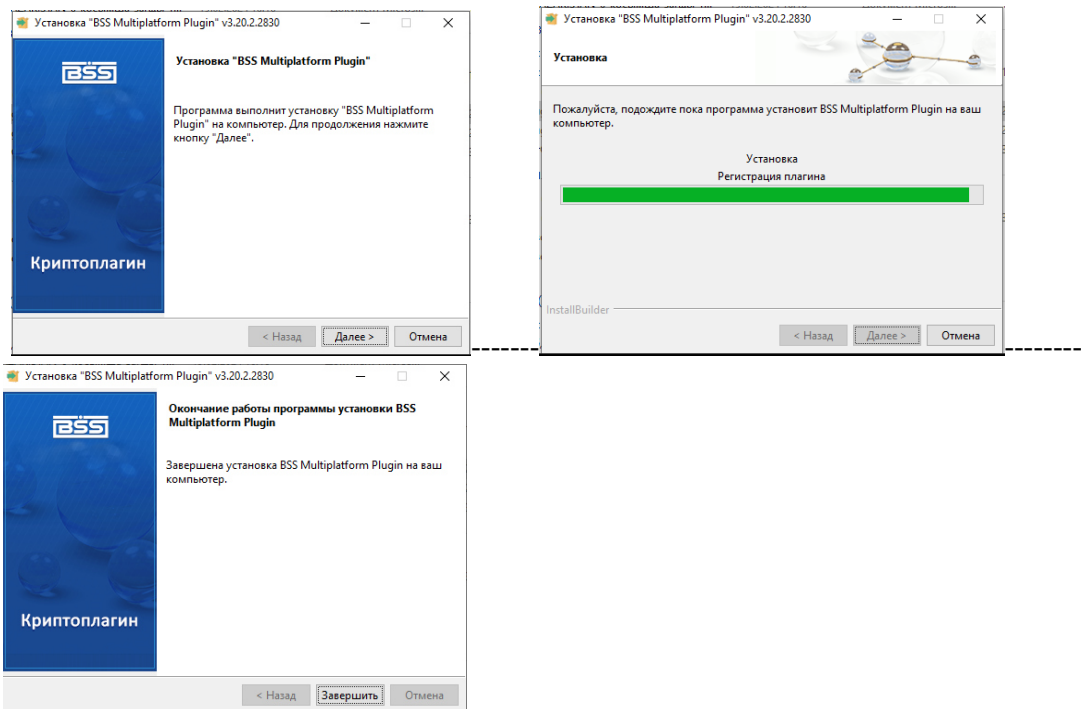 Установка "BSS Multiplatform Plugin" v3.20.2.2830
BSS
Установка "BSS Multiplatform Plugin"
Программа выполнит установку "BSS Multiplatform
Plugin" на компьютер. Для продолжения нажмите
кнопку "Далее".
Криптоплагин
< Назад
Далее >
Отмена
Установка "BSS Multiplatform Plugin" v3.20.2.2830
Установка
Пожалуйста, подождите пока программа установит BSS Multiplatform Plugin на ваш
компьютер.
Установка
Регистрация плагина
InstallBuilder
< Назад
Далее >
Отмена
Установка "BSS Multiplatform Plugin" v3.20.2.2830
BSS
Окончание работы программы установки BSS
Multiplatform Plugin
Завершена установка BSS Multiplatform Plugin на ваш
компьютер.
Криптоплагин
< Назад
Завершить
Отмена